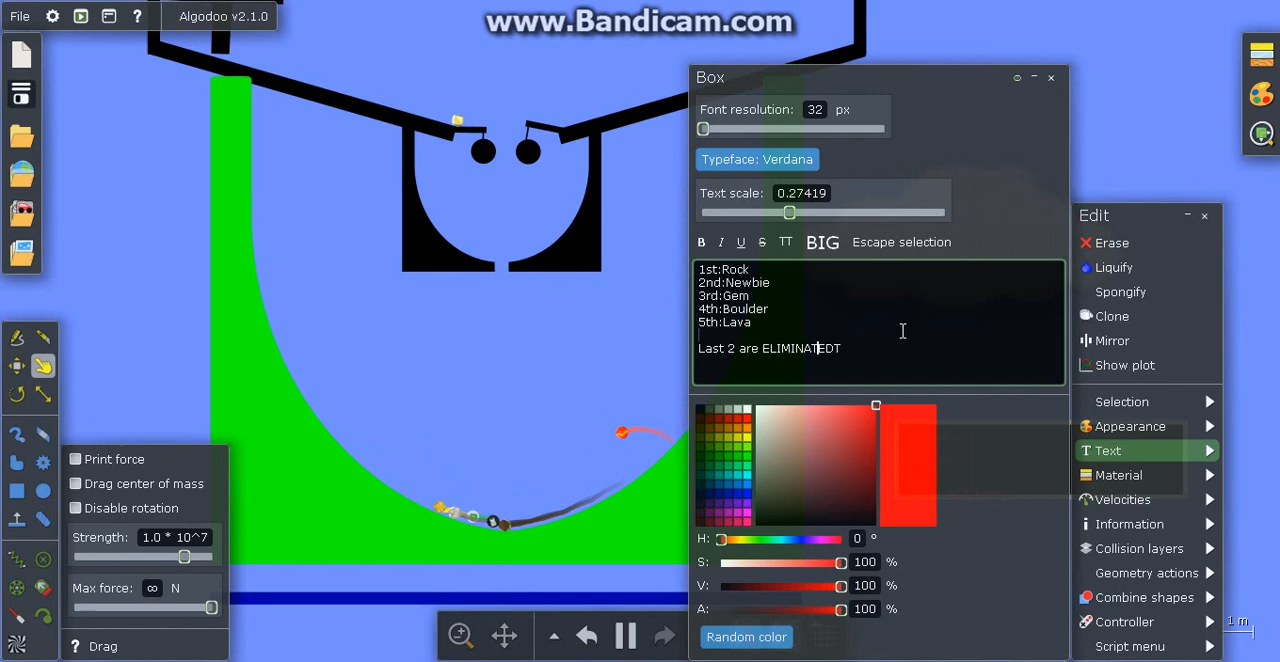 File
?
Algodoo v2.1.0
www.Bandicam.com
Box
Font resolution: 32 px
Typeface: Verdana
Text scale: 0.27419
B I U S TT BIG Escape selection
1st:Rock
2nd:Newbie
3rd:Gem
4th:Boulder
5th:Lava
Last 2 are ELIMINATEDT
H: 0 °
S: 100 %
V: 100 %
A: 100 %
Random color
Edit
Erase
Liquify
Spongify
Clone
Mirror
Show plot
Selection
Appearance
T Text
Material
Velocities
Information
Collision layers
Geometry actions
Combine shapes
Controller
Script menu
1 m
Print force
Drag center of mass
Disable rotation
Strength: 1.0 * 10^7
Max force: ∞ N
? Drag